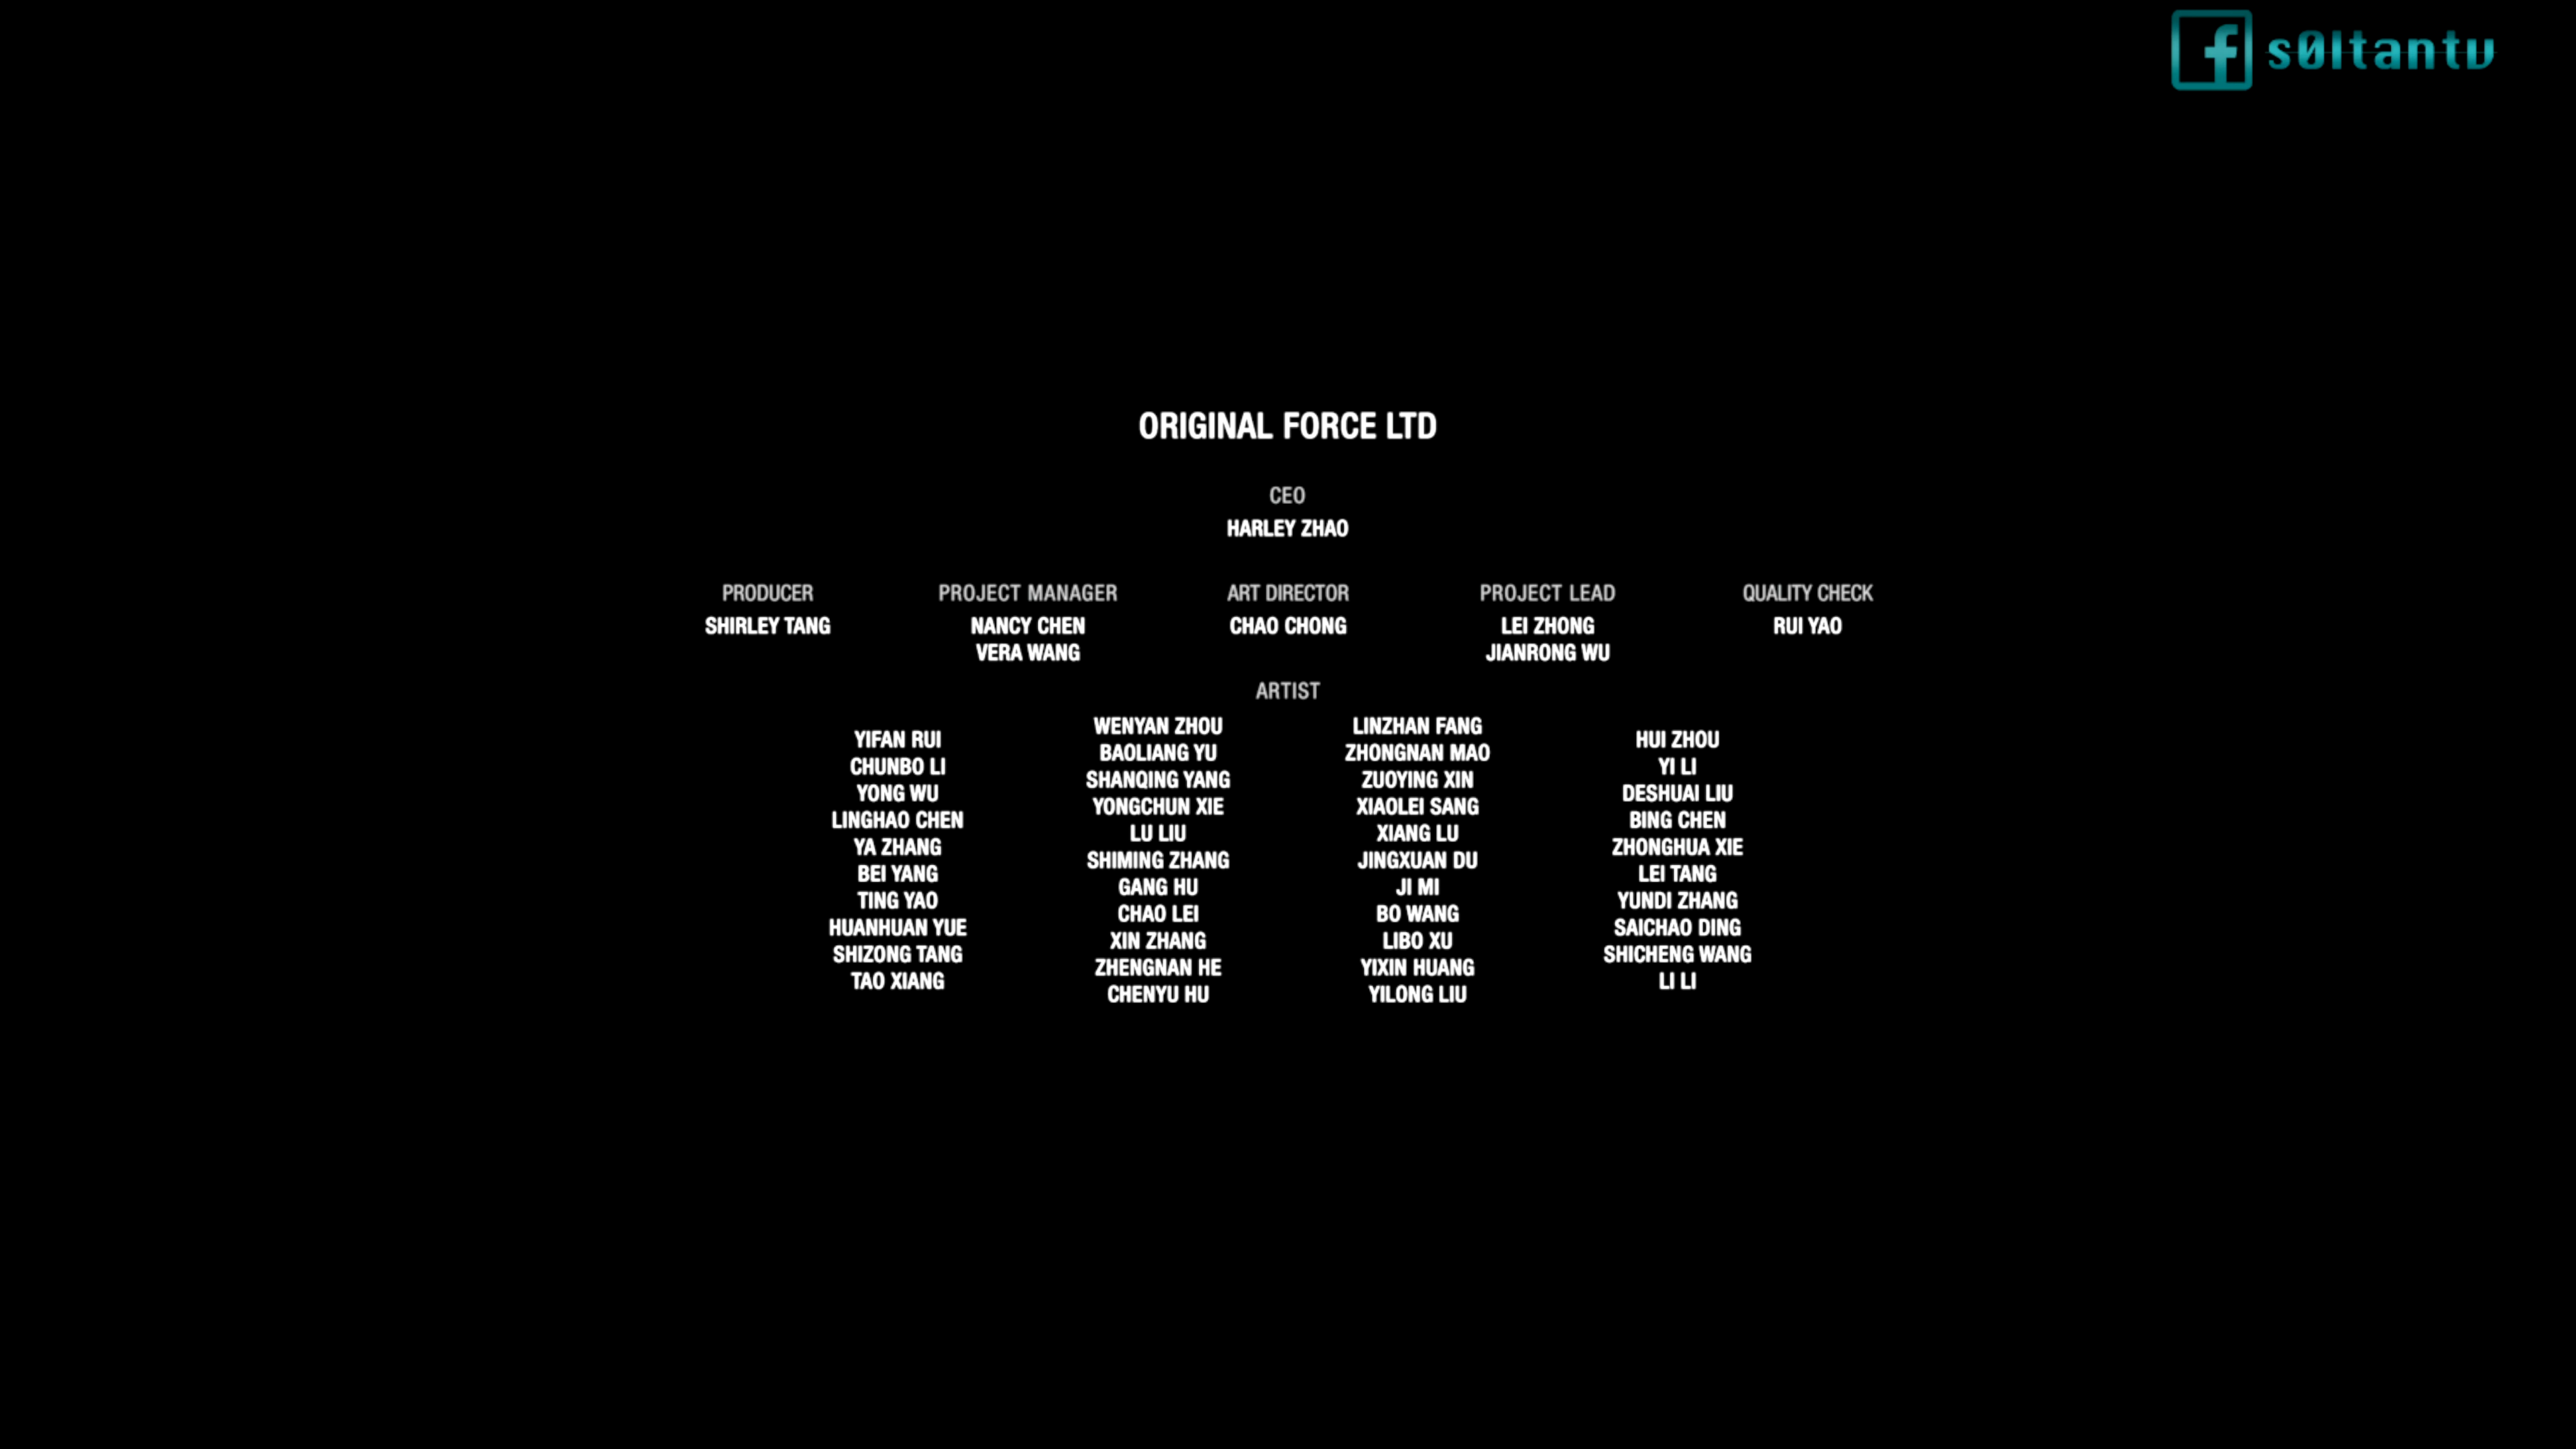 s0ltantv
ORIGINAL FORCE LTD
CEO
HARLEY ZHAO
PRODUCER
SHIRLEY TANG
PROJECT MANAGER
NANCY CHEN
VERA WANG
ART DIRECTOR
CHAO CHONG
PROJECT LEAD
LEI ZHONG
JIANRONG WU
QUALITY CHECK
RUI YAO
ARTIST
YIFAN RUI
CHUNBO LI
YONG WU
LINGHAO CHEN
YA ZHANG
BEI YANG
TING YAO
HUANHUAN YUE
SHIZONG TANG
TAO XIANG
WENYAN ZHOU
BAOLIANG YU
SHANQING YANG
YONGCHUN XIE
LU LIU
SHIMING ZHANG
GANG HU
CHAO LEI
XIN ZHANG
ZHENGNAN HE
CHENYU HU
LINZHAN FANG
ZHONGNAN MAO
ZUOYING XIN
XIAOLEI SANG
XIANG LU
JINGXUAN DU
JI MI
BO WANG
LIBO XU
YIXIN HUANG
YILONG LIU
HUI ZHOU
YI LI
DESHUAI LIU
BING CHEN
ZHONGHUA XIE
LEI TANG
YUNDI ZHANG
SAICHAO DING
SHICHENG WANG
LI LI